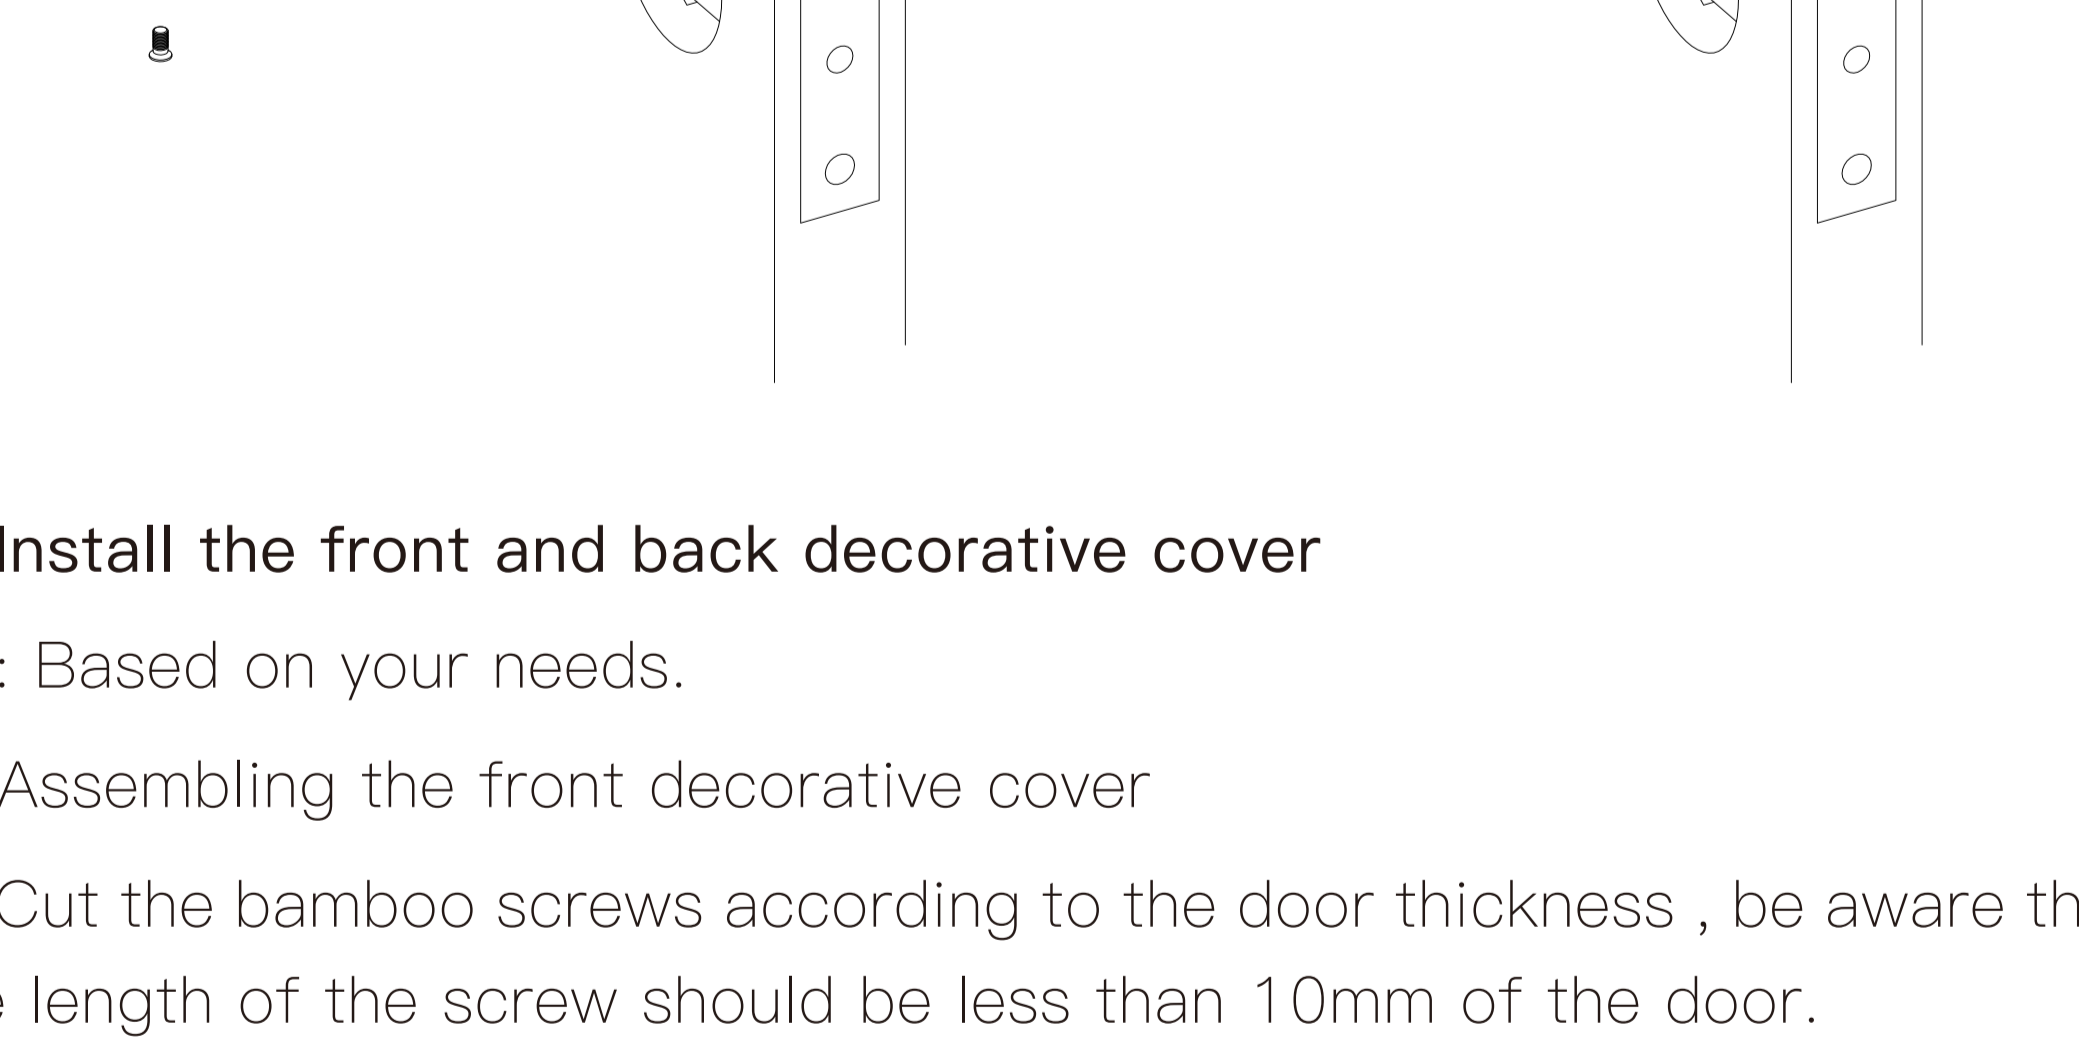 Install the front and back decorative cover
: Based on your needs.
Assembling the front decorative cover
Cut the bamboo screws according to the door thickness , be aware th
length of the screw should be less than 10mm of the door.